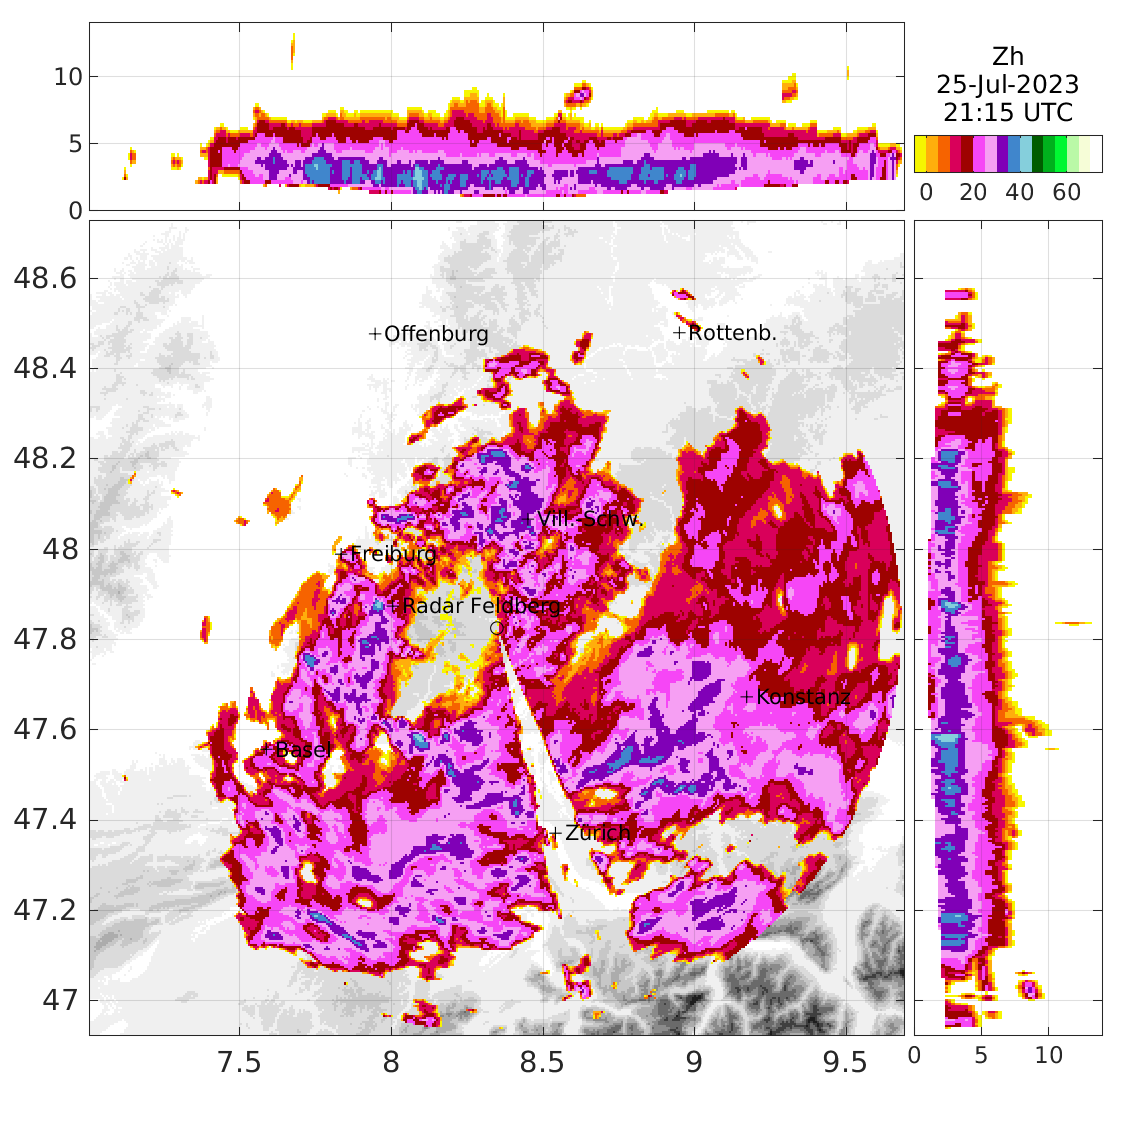 10
5
0
Zh
25-Jul-2023
21:15 UTC
0 20 40 60
48.6
48.4
48.2
48
47.8
47.6
47.4
47.2
47
+Offenburg
+Rottenb.
+Vill.-Schw.
+Freiburg
+Radar Feldberg
+Konstanz
+Basel
+Zürich
7.5 8 8.5 9 9.5
0 5 10